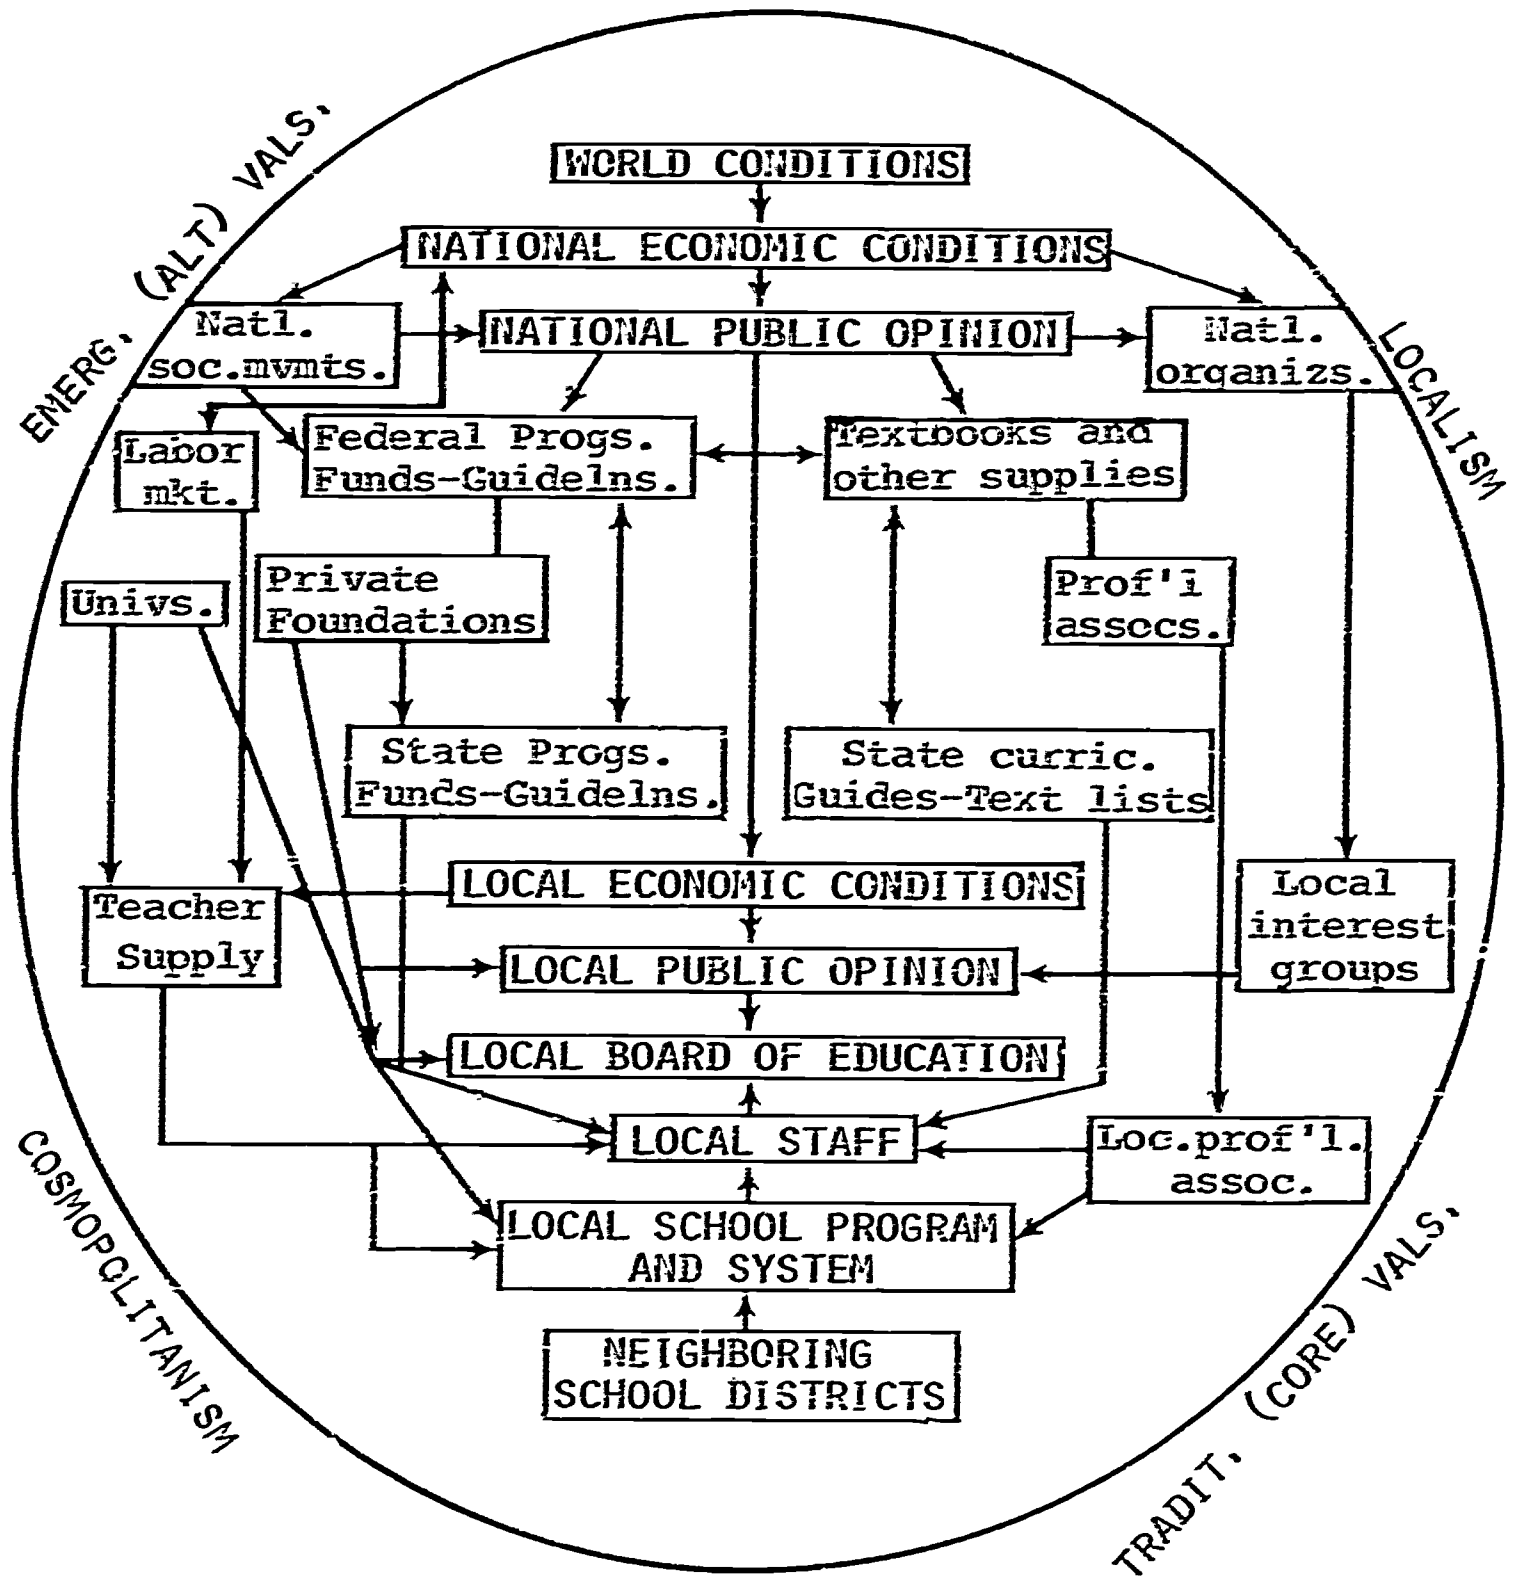 EMERG. (ALT) VALS.
LOCALISM
WORLD CONDITIONS
NATIONAL ECONOMIC CONDITIONS
Natl.
soc.mvmts.
NATIONAL PUBLIC OPINION
Natl.
organizs.
Labor
mkt.
Federal Progs.
Funds-Guidelns.
Textbooks and
other supplies
Univs.
Private
Foundations
Prof'l
assocs.
State Progs.
Funds-Guidelns.
State curric.
Guides-Text lists
LOCAL ECONOMIC CONDITIONS
Teacher
Supply
Local
interest
groups
LOCAL PUBLIC OPINION
LOCAL BOARD OF EDUCATION
LOCAL STAFF
Loc.prof'l.
assoc.
LOCAL SCHOOL PROGRAM
AND SYSTEM
NEIGHBORING
SCHOOL DISTRICTS
COSMOPOLITANISM
TRADIT. (CORE) VALS.